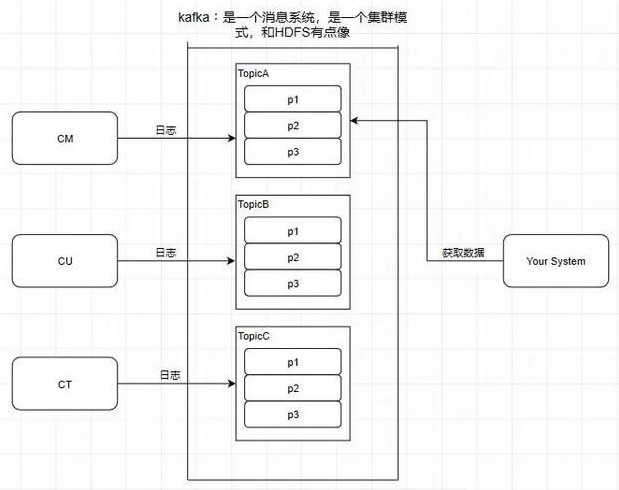 kafka：是一个消息系统，是一个集群模
式，和HDFS有点像
TopicA
p1
p2
p3
CM
日志
TopicB
p1
p2
p3
CU
日志
获取数据
Your System
TopicC
p1
p2
p3
CT
日志